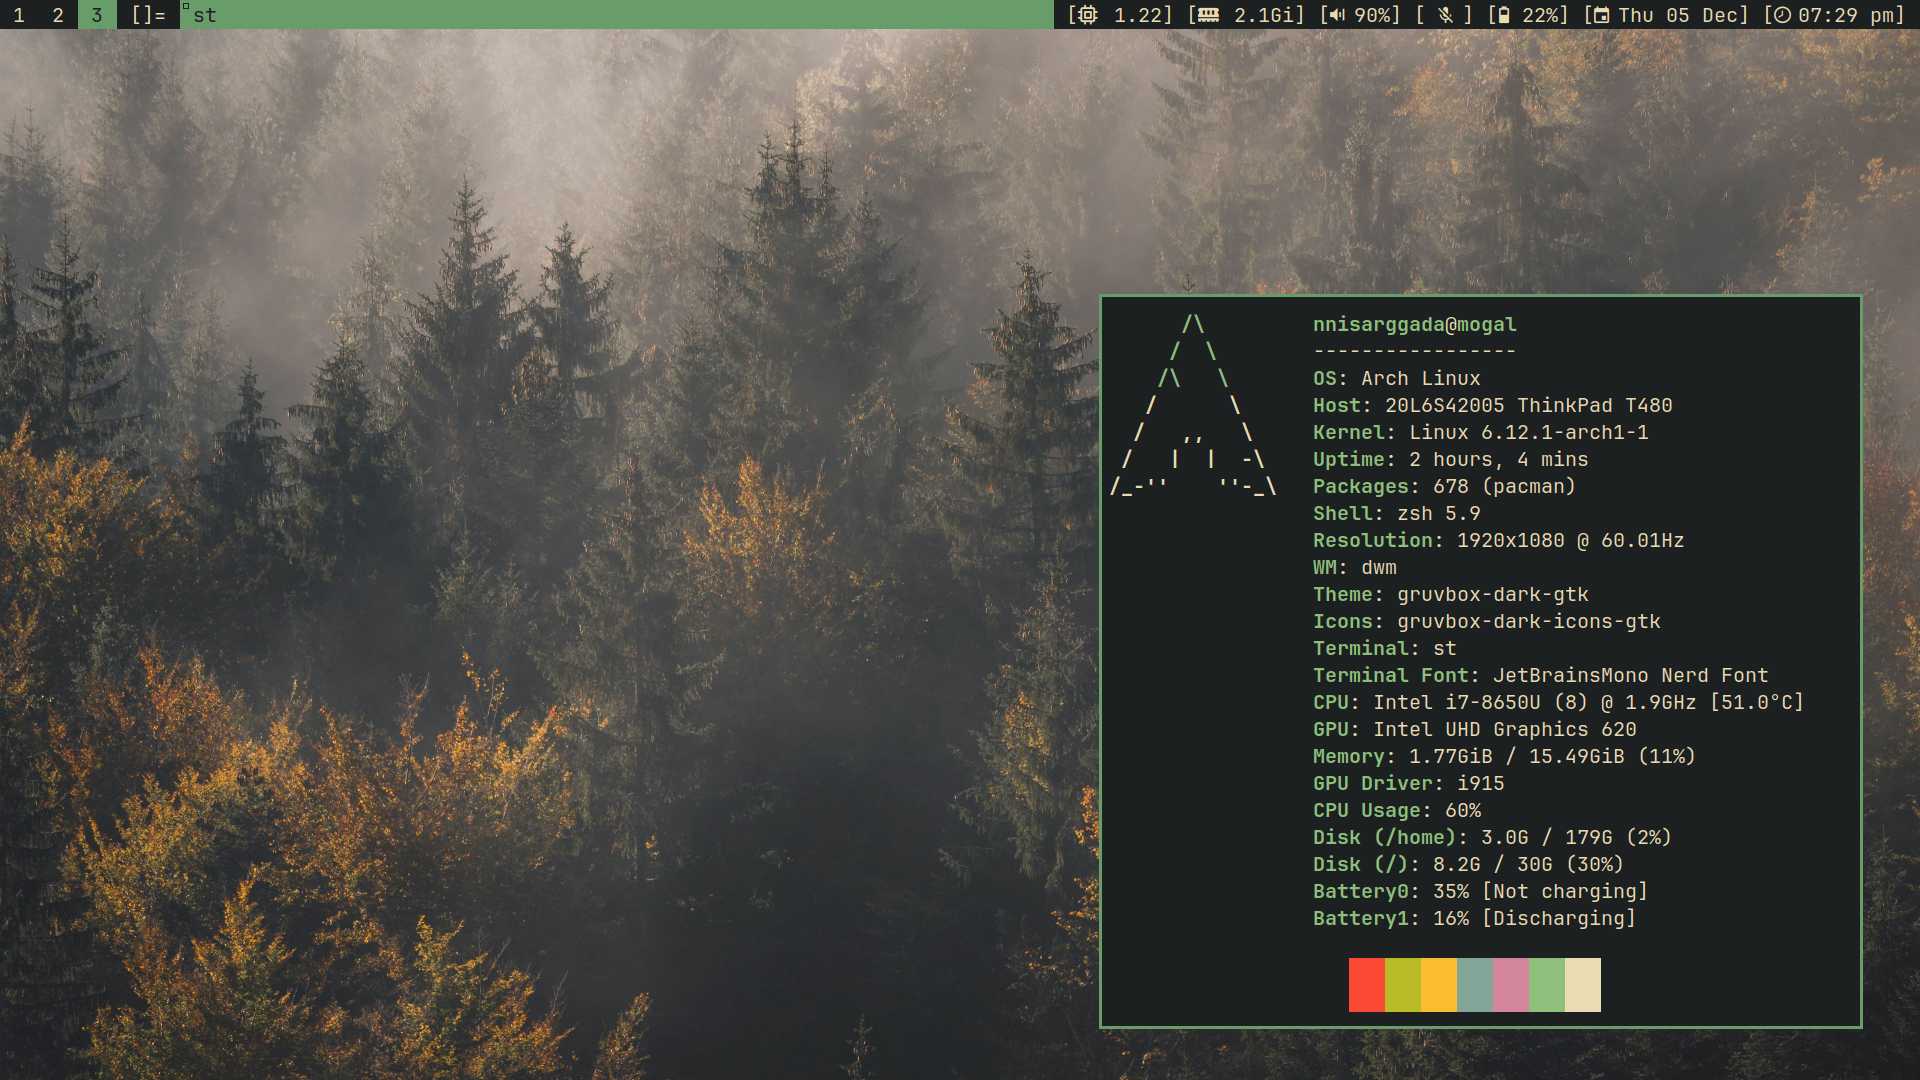 1 2 3 []= st [ 1.22] [ 2.1Gi] [ 90%] [ ] [ 22%] [ Thu 05 Dec] [ 07:29 pm]
/\ nnisarggada@mogal
/  \ -----------------
/\   \ OS: Arch Linux
/      \ Host: 20L6S42005 ThinkPad T480
/   ,,   \ Kernel: Linux 6.12.1-arch1-1
/   |  |  -\ Uptime: 2 hours, 4 mins
/_-''    ''-_\ Packages: 678 (pacman)
Shell: zsh 5.9
Resolution: 1920x1080 @ 60.01Hz
WM: dwm
Theme: gruvbox-dark-gtk
Icons: gruvbox-dark-icons-gtk
Terminal: st
Terminal Font: JetBrainsMono Nerd Font
CPU: Intel i7-8650U (8) @ 1.9GHz [51.0°C]
GPU: Intel UHD Graphics 620
Memory: 1.77GiB / 15.49GiB (11%)
GPU Driver: i915
CPU Usage: 60%
Disk (/home): 3.0G / 179G (2%)
Disk (/): 8.2G / 30G (30%)
Battery0: 35% [Not charging]
Battery1: 16% [Discharging]